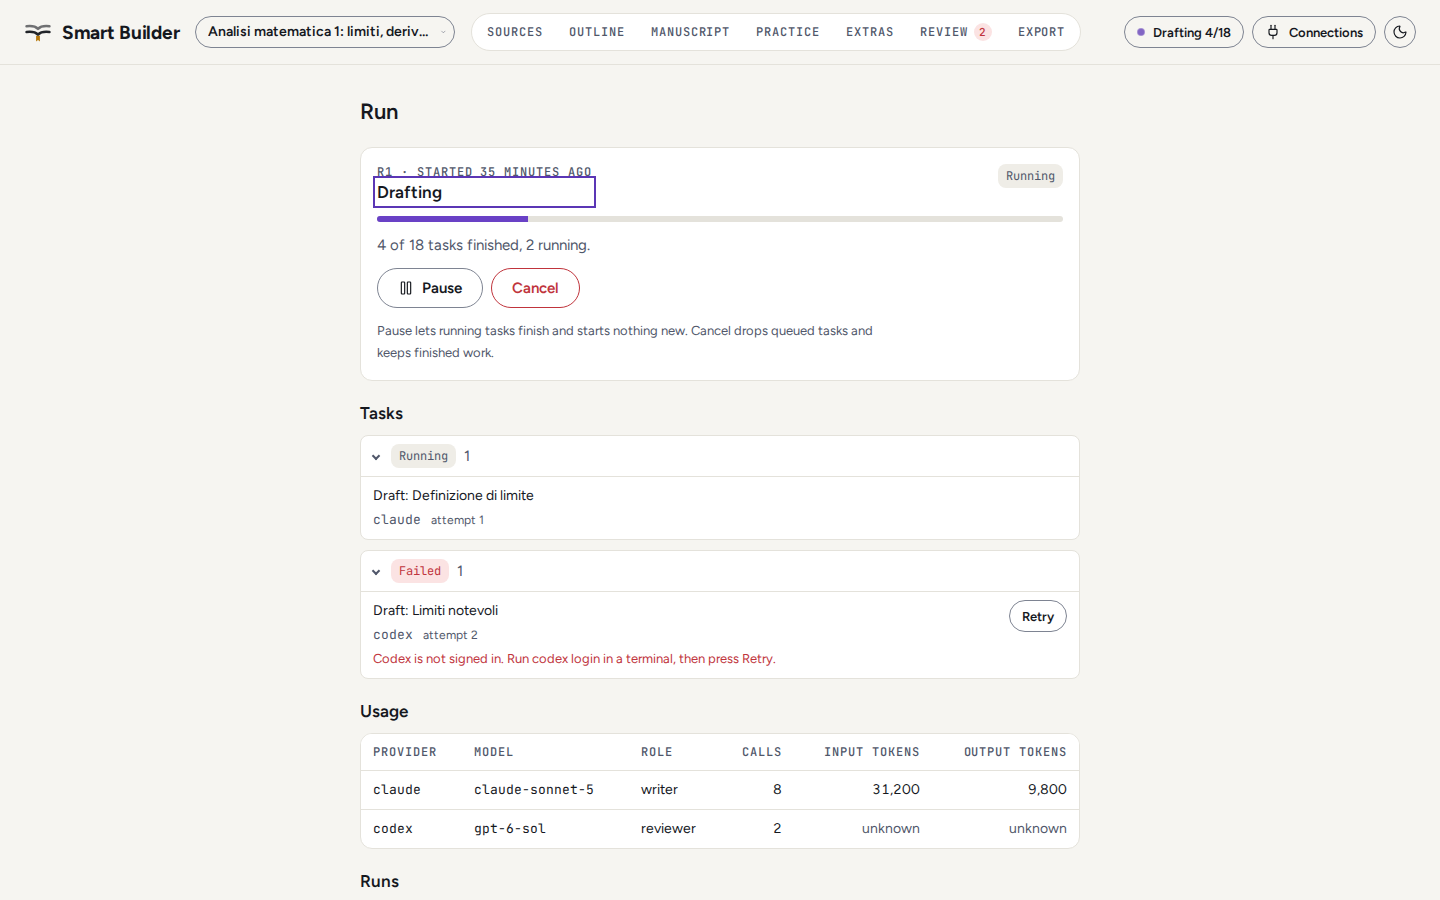 Smart Builder
Analisi matematica 1: limiti, deriv...
SOURCES
OUTLINE
MANUSCRIPT
PRACTICE
EXTRAS
REVIEW 2
EXPORT
Drafting 4/18
Connections
Run
R1 · STARTED 35 MINUTES AGO
Running
Drafting
4 of 18 tasks finished, 2 running.
Pause
Cancel
Pause lets running tasks finish and starts nothing new. Cancel drops queued tasks and
keeps finished work.
Tasks
Running 1
Draft: Definizione di limite
claude attempt 1
Failed 1
Draft: Limiti notevoli
Retry
codex attempt 2
Codex is not signed in. Run codex login in a terminal, then press Retry.
Usage
PROVIDER MODEL ROLE CALLS INPUT TOKENS OUTPUT TOKENS
claude claude-sonnet-5 writer 8 31,200 9,800
codex gpt-6-sol reviewer 2 unknown unknown
Runs